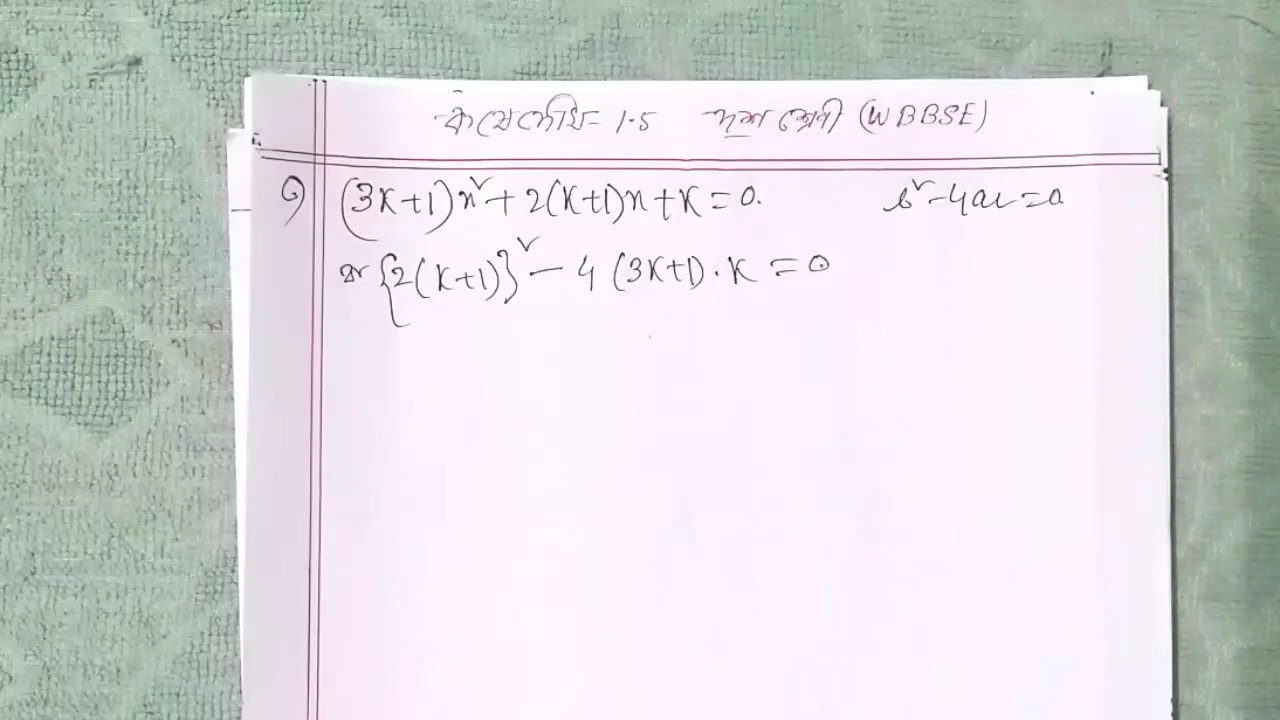 কষে দেখি= 1.5 দশম শ্রেণী (WBBSE)
(3K+1)x²+2(K+1)x+K=0. b²-4ac=0
বা {2(K+1)}² - 4(3K+1).K=0